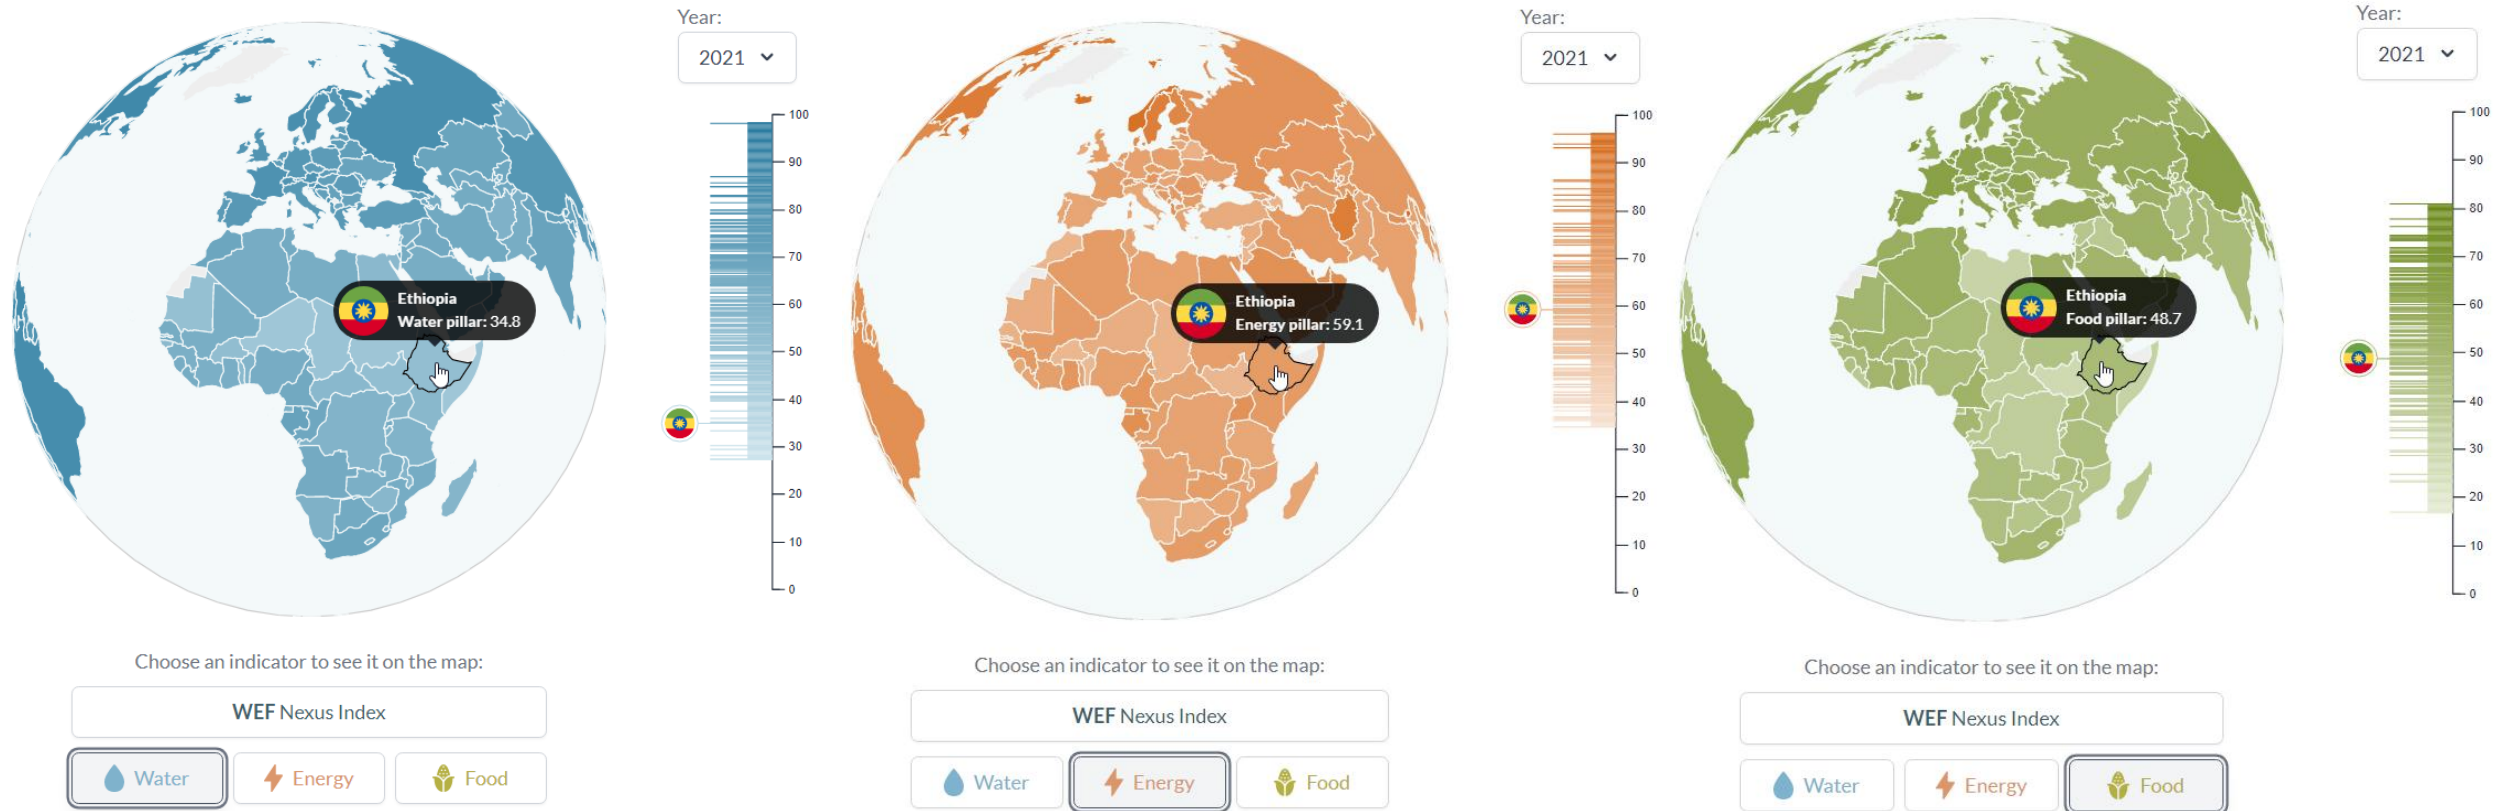 Year:
2021
100
90
80
70
60
50
40
30
20
10
0
Ethiopia
Water pillar: 34.8
Choose an indicator to see it on the map:
WEF Nexus Index
Water
Energy
Food
Year:
2021
100
90
80
70
60
50
40
30
20
10
0
Ethiopia
Energy pillar: 59.1
Choose an indicator to see it on the map:
WEF Nexus Index
Water
Energy
Food
Year:
2021
100
90
80
70
60
50
40
30
20
10
0
Ethiopia
Food pillar: 48.7
Choose an indicator to see it on the map:
WEF Nexus Index
Water
Energy
Food